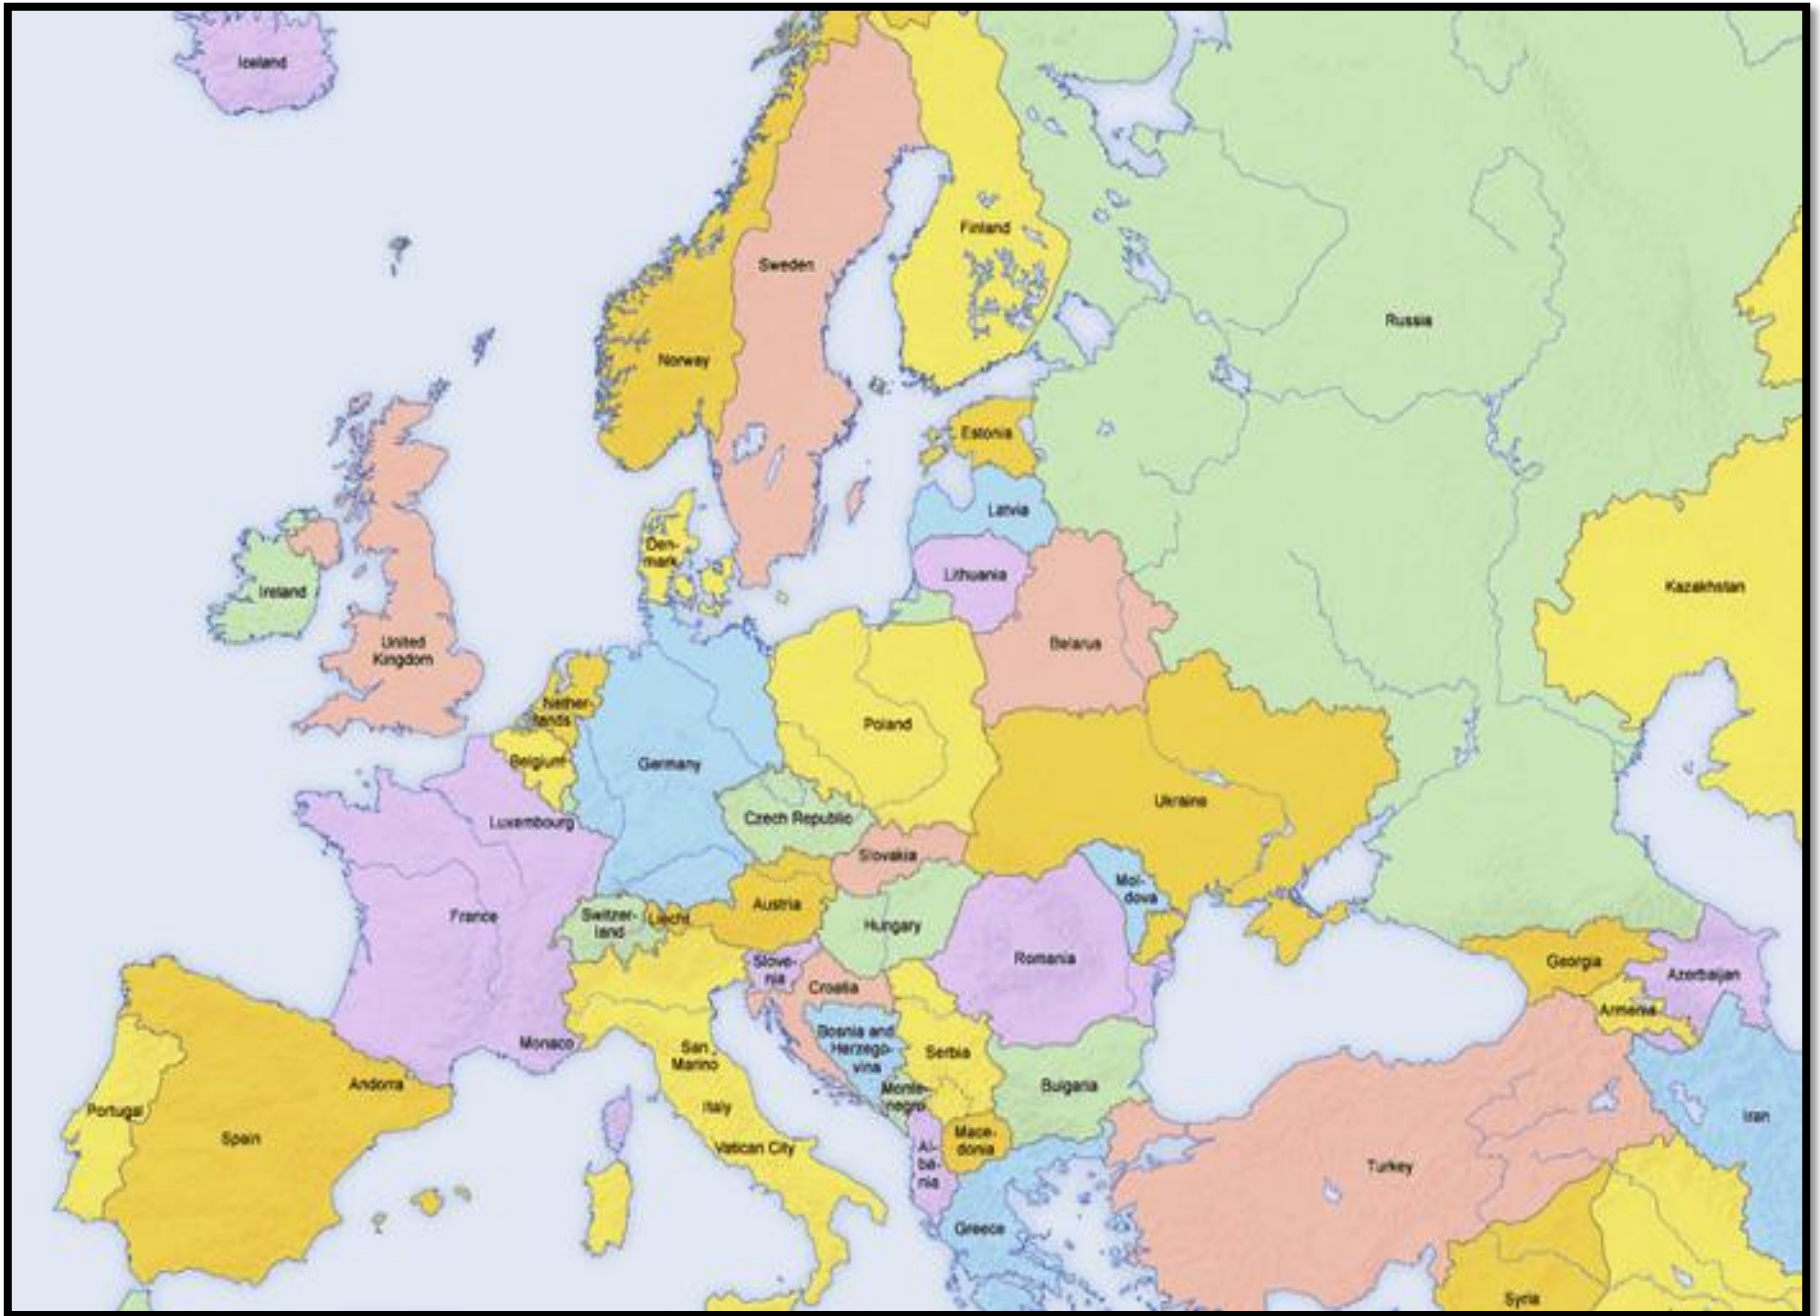 Iceland
Finland
Sweden
Russia
Norway
Estonia
Latvia
Den-
mark
Lithuania
Kazakhstan
Ireland
United
Kingdom
Belarus
Nether-
lands
Poland
Belgium
Germany
Ukraine
Czech Republic
Luxembourg
Slovakia
Mol-
dova
Austria
Switzer-
land
Liecht
France
Hungary
Romania
Slove-
nia
Georgia
Azerbaijan
Croatia
Armenia
Bosnia and
Herzego-
vina
Monaco
San
Marino
Serbia
Andorra
Bulgaria
Monte-
negro
Portugal
Italy
Iran
Spain
Vatican City
Mace-
donia
Al-
ba-
nia
Turkey
Greece
Syria